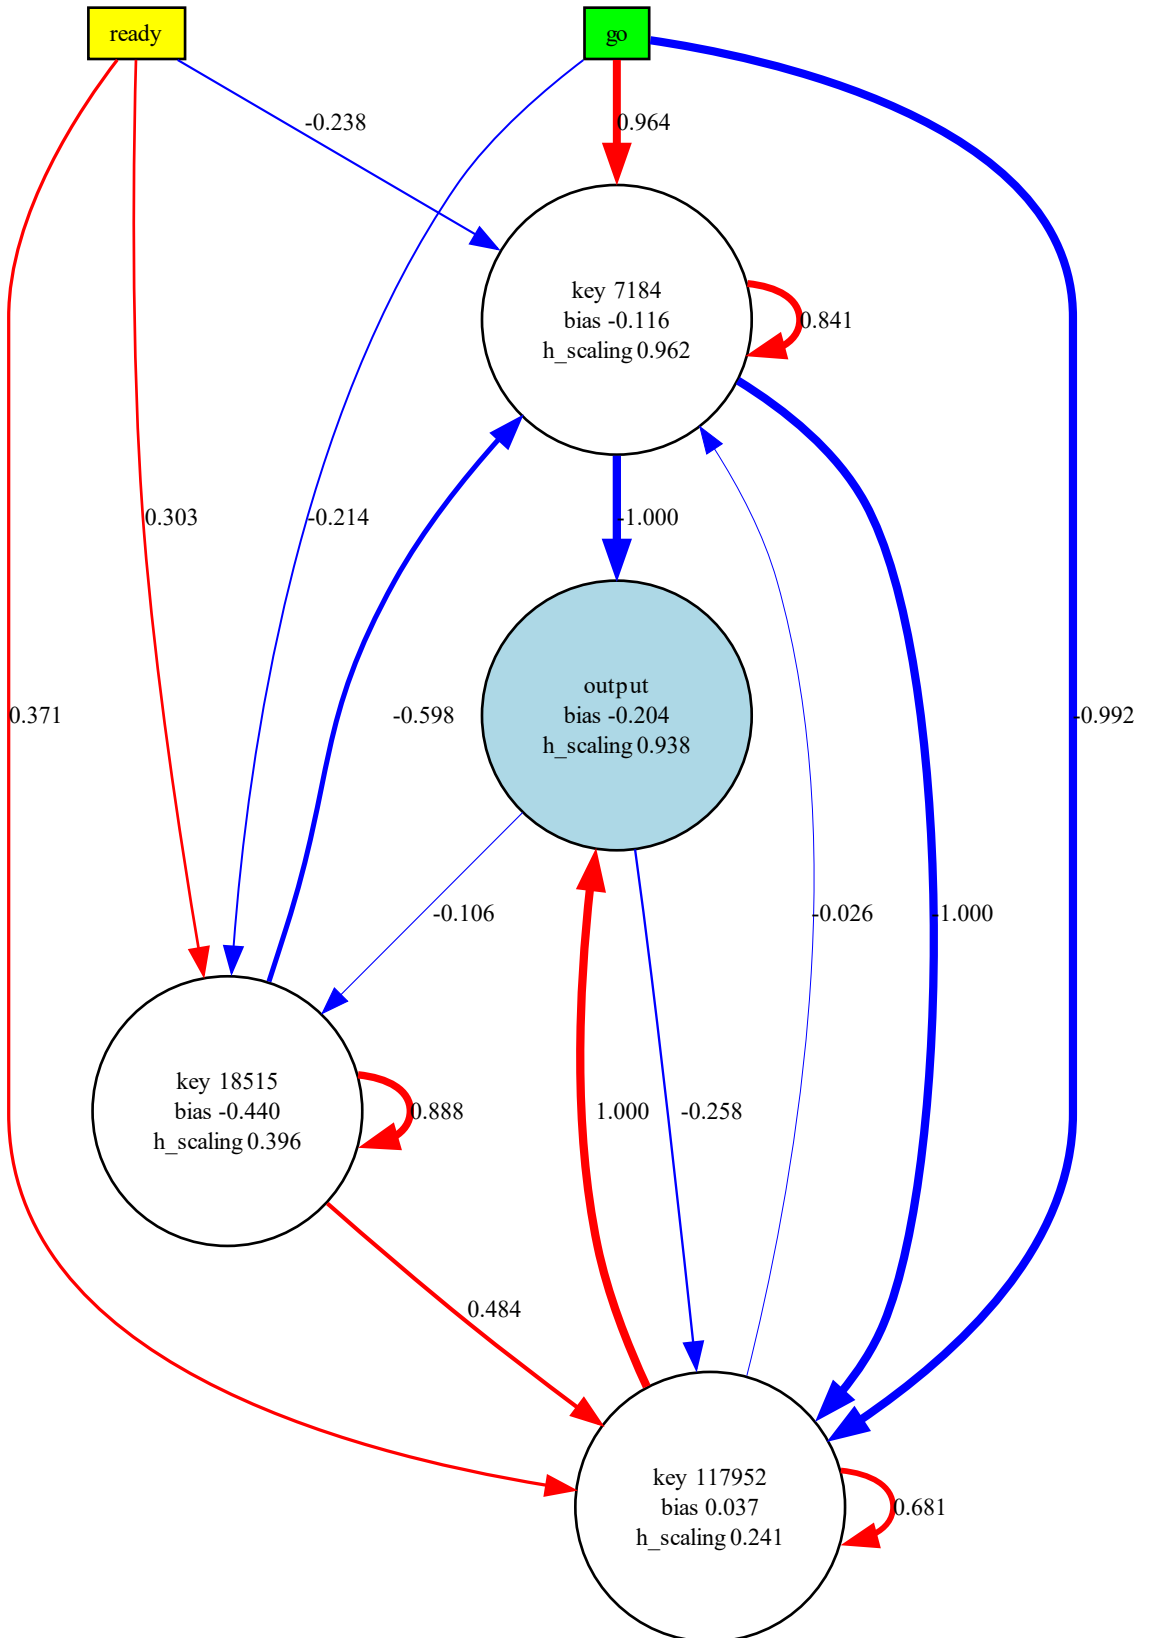 ready
go
-0.238
0.964
key 7184
bias -0.116
h_scaling 0.962
0.841
0.303
-0.214
-1.000
output
bias -0.204
h_scaling 0.938
0.371
-0.598
-0.992
-0.106
-0.026
-1.000
key 18515
bias -0.440
h_scaling 0.396
0.888
1.000
-0.258
0.484
key 117952
bias 0.037
h_scaling 0.241
0.681